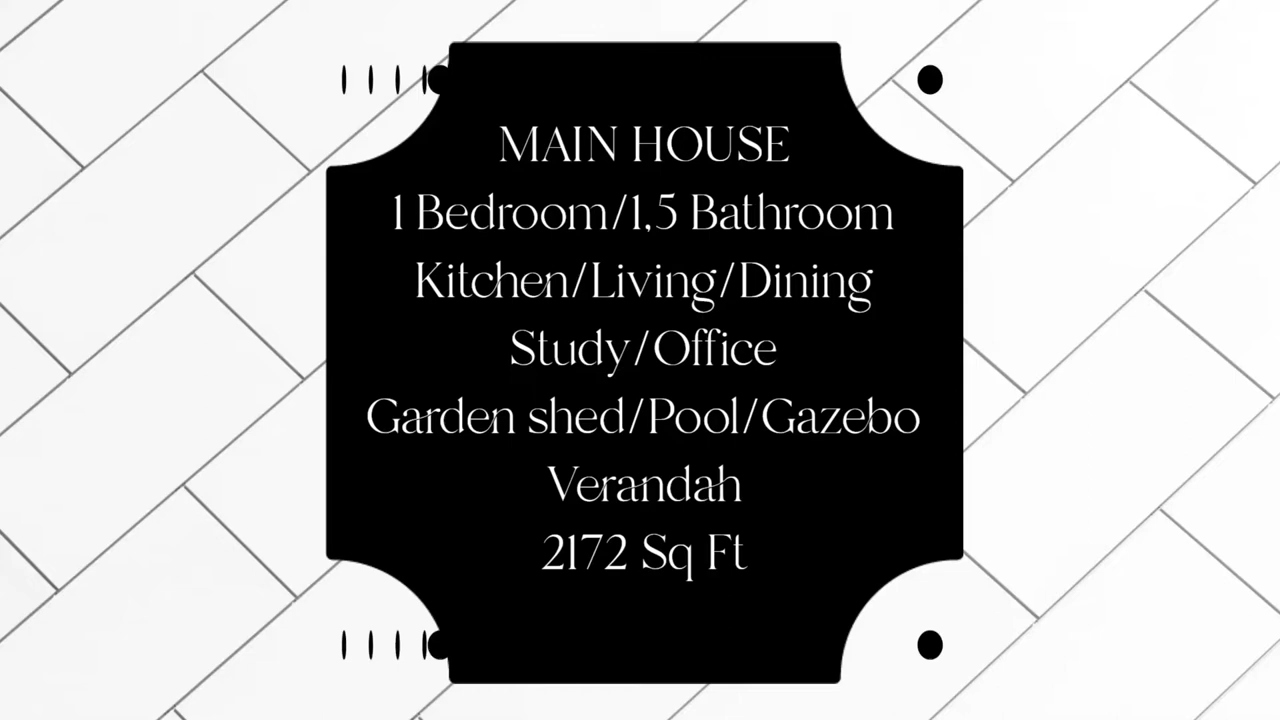 MAIN HOUSE
1 Bedroom/1,5 Bathroom
Kitchen/Living/Dining
Study/Office
Garden shed/Pool/Gazebo
Verandah
2172 Sq Ft